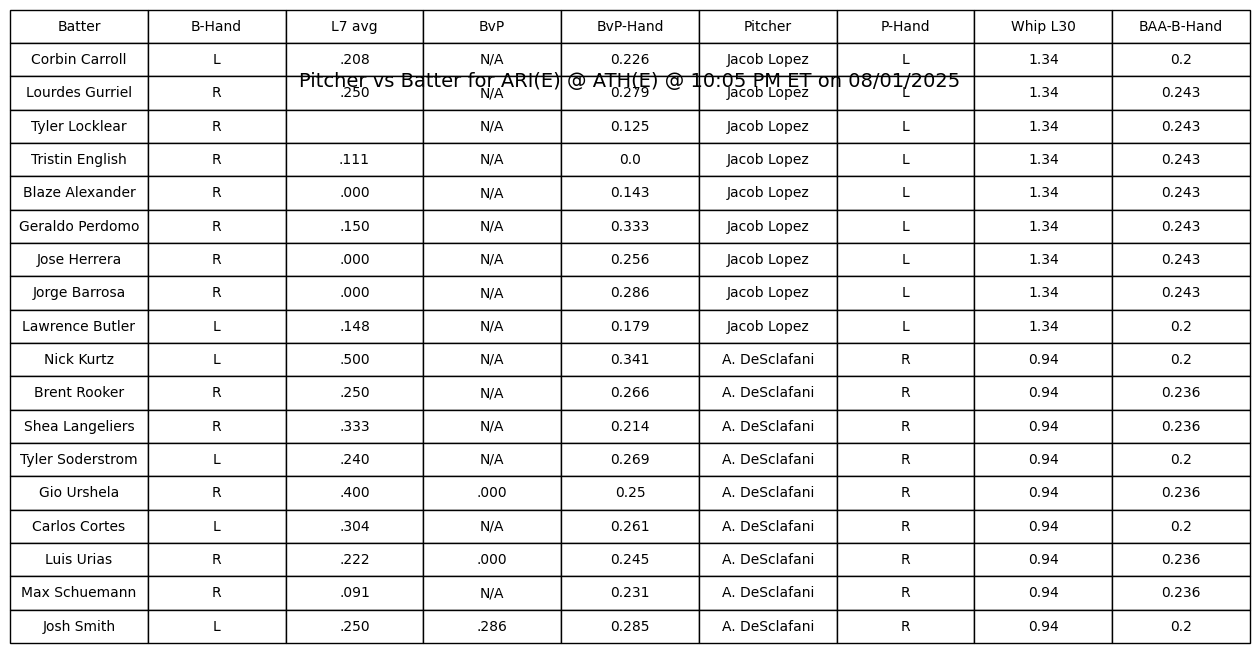 Batter B-Hand L7 avg BvP BvP-Hand Pitcher P-Hand Whip L30 BAA-B-Hand
Corbin Carroll L .208 N/A 0.226 Jacob Lopez L 1.34 0.2
Pitcher vs Batter for ARI(E) @ ATH(E) @ 10:05 PM ET on 08/01/2025
Lourdes Gurriel R .250 N/A 0.279 Jacob Lopez L 1.34 0.243
Tyler Locklear R N/A 0.125 Jacob Lopez L 1.34 0.243
Tristin English R .111 N/A 0.0 Jacob Lopez L 1.34 0.243
Blaze Alexander R .000 N/A 0.143 Jacob Lopez L 1.34 0.243
Geraldo Perdomo R .150 N/A 0.333 Jacob Lopez L 1.34 0.243
Jose Herrera R .000 N/A 0.256 Jacob Lopez L 1.34 0.243
Jorge Barrosa R .000 N/A 0.286 Jacob Lopez L 1.34 0.243
Lawrence Butler L .148 N/A 0.179 Jacob Lopez L 1.34 0.2
Nick Kurtz L .500 N/A 0.341 A. DeSclafani R 0.94 0.2
Brent Rooker R .250 N/A 0.266 A. DeSclafani R 0.94 0.236
Shea Langeliers R .333 N/A 0.214 A. DeSclafani R 0.94 0.236
Tyler Soderstrom L .240 N/A 0.269 A. DeSclafani R 0.94 0.2
Gio Urshela R .400 .000 0.25 A. DeSclafani R 0.94 0.236
Carlos Cortes L .304 N/A 0.261 A. DeSclafani R 0.94 0.2
Luis Urias R .222 .000 0.245 A. DeSclafani R 0.94 0.236
Max Schuemann R .091 N/A 0.231 A. DeSclafani R 0.94 0.236
Josh Smith L .250 .286 0.285 A. DeSclafani R 0.94 0.2